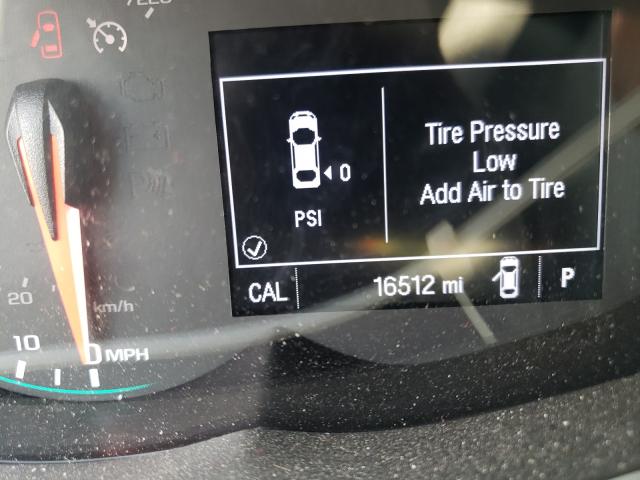 Tire Pressure
Low
Add Air to Tire
0
PSI
CAL 16512 mi P
20
km/h
10
0 MPH